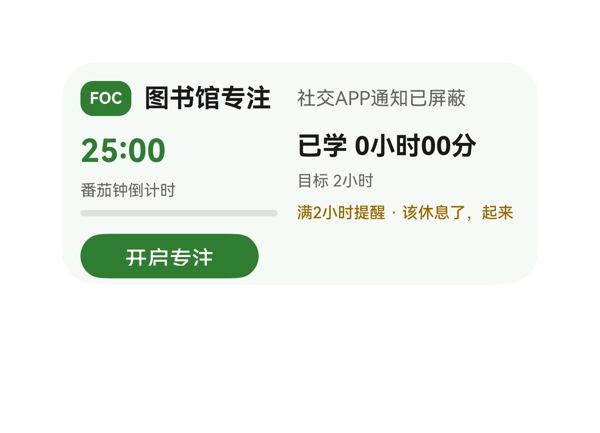 FOC 图书馆专注
25:00
番茄钟倒计时
开启专注
社交APP通知已屏蔽
已学 0小时00分
目标 2小时
满2小时提醒 · 该休息了，起来